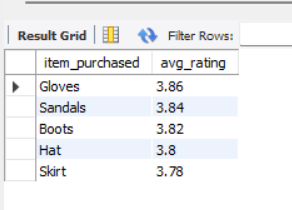 Result Grid Filter Rows:
item_purchased avg_rating
Gloves 3.86
Sandals 3.84
Boots 3.82
Hat 3.8
Skirt 3.78